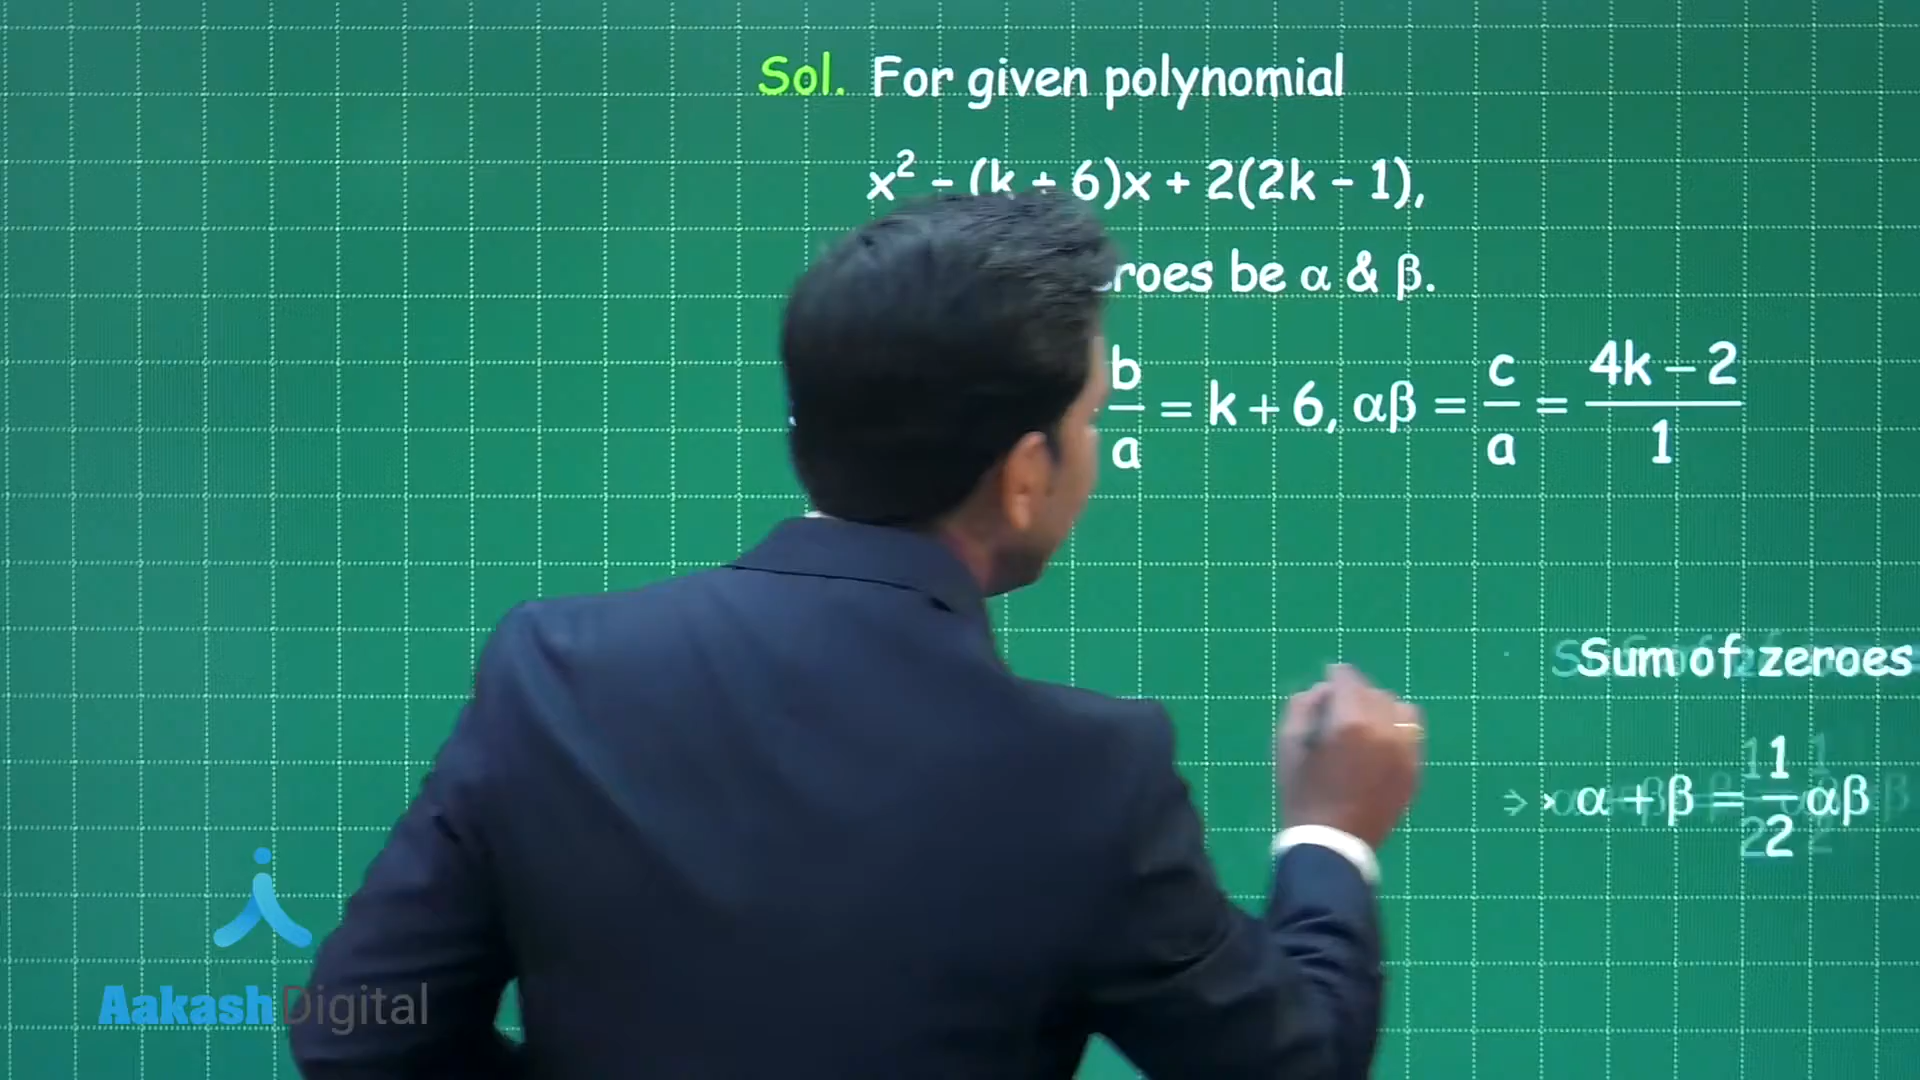 Sol. For given polynomial
x² - (k + 6)x + 2(2k - 1),
zeroes be α & β.
b/a = k + 6, αβ = c/a = (4k - 2)/1
Sum of zeroes
⇒ α + β = 1/2 αβ
Aakash Digital